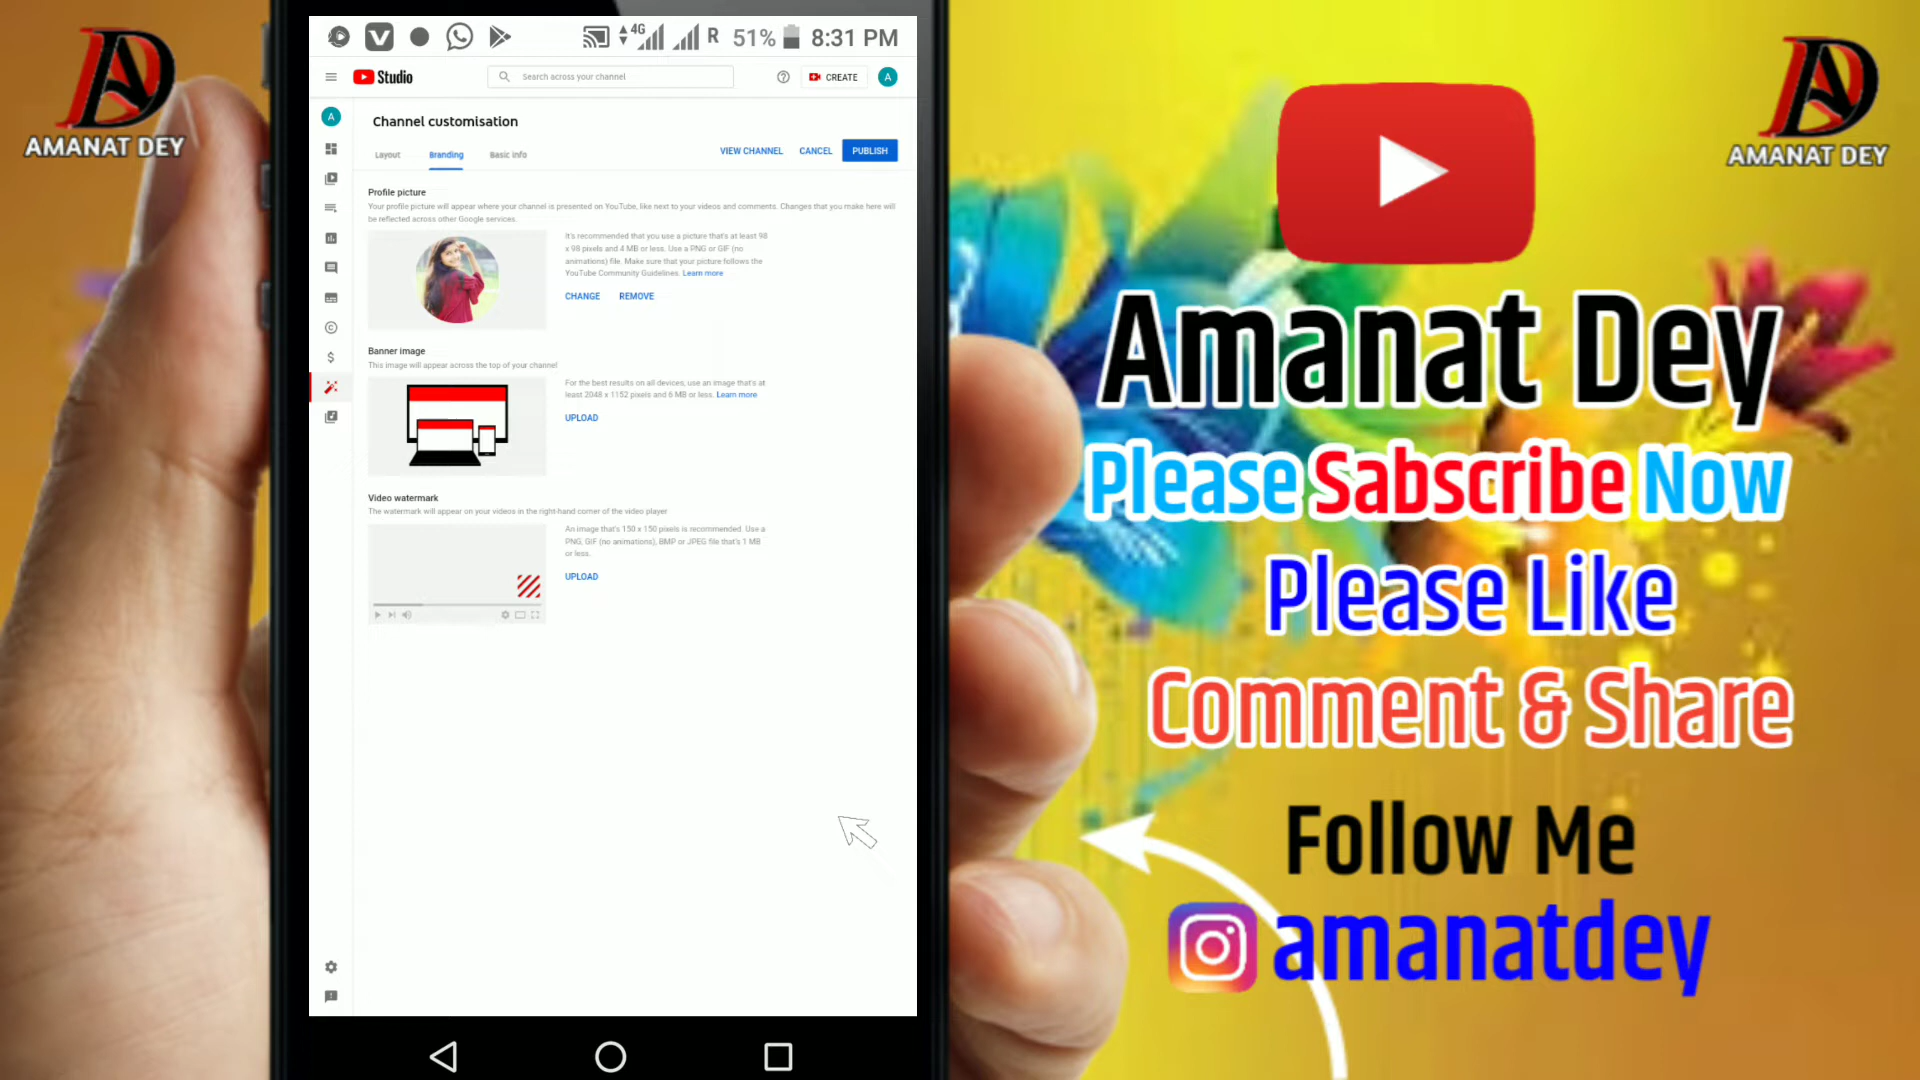 AMANAT DEY
4G
R
51%
8:31 PM
Studio
Search across your channel
CREATE
A
A
Channel customisation
Layout
Branding
Basic info
VIEW CHANNEL
CANCEL
PUBLISH
Profile picture
Your profile picture will appear where your channel is presented on YouTube, like next to your videos and comments. Changes that you make here will
be reflected across other Google services.
It's recommended that you use a picture that's at least 98
x 98 pixels and 4 MB or less. Use a PNG or GIF (no
animations) file. Make sure that your picture follows the
YouTube Community Guidelines. Learn more
CHANGE
REMOVE
Banner image
This image will appear across the top of your channel
For the best results on all devices, use an image that's at
least 2048 x 1152 pixels and 6 MB or less. Learn more
UPLOAD
Video watermark
The watermark will appear on your videos in the right-hand corner of the video player
An image that's 150 x 150 pixels is recommended. Use a
PNG, GIF (no animations), BMP or JPEG file that's 1 MB
or less.
UPLOAD
AMANAT DEY
Amanat Dey
Please Sabscribe Now
Please Like
Comment & Share
Follow Me
amanatdey